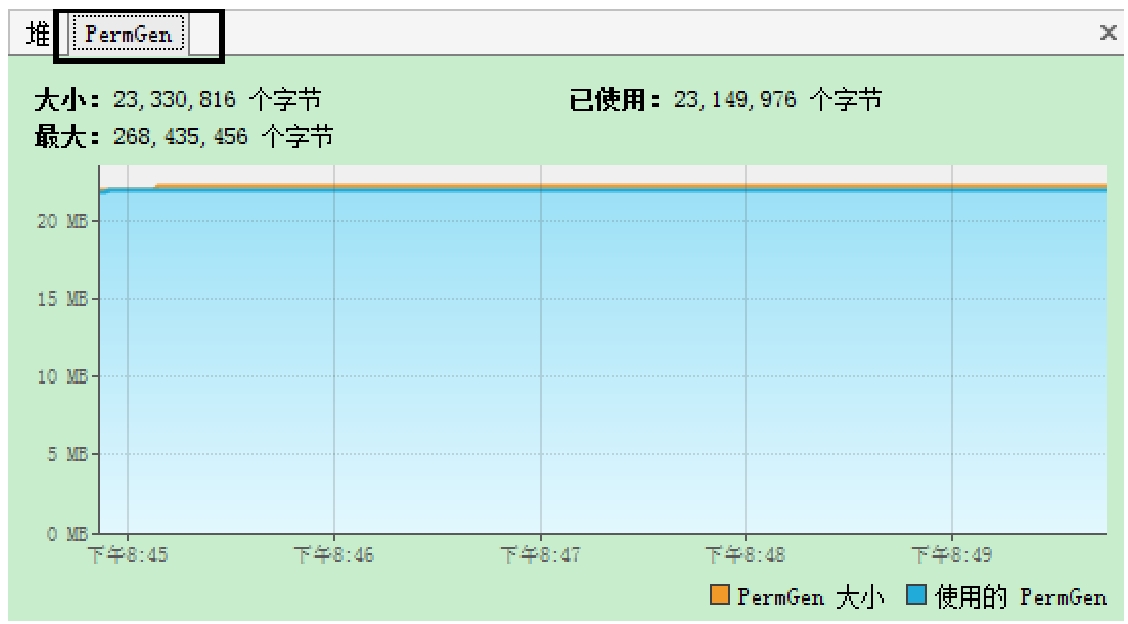 堆 PermGen ×
大小： 23,330,816 个字节 已使用： 23,149,976 个字节
最大： 268,435,456 个字节
20 MB
15 MB
10 MB
5 MB
0 MB
下午8:45 下午8:46 下午8:47 下午8:48 下午8:49
PermGen 大小 使用的 PermGen